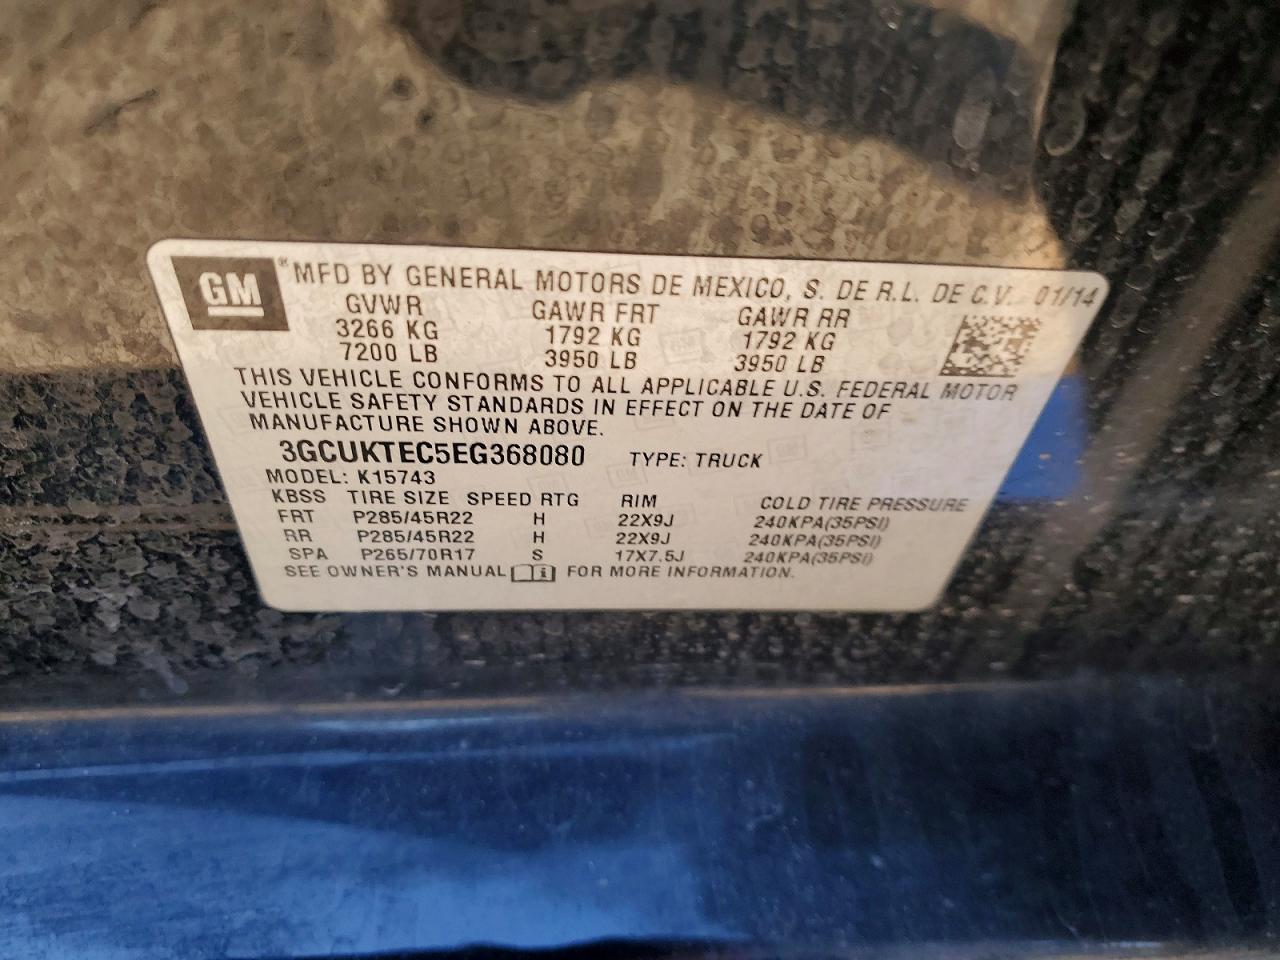 GM ® MFD BY GENERAL MOTORS DE MEXICO, S. DE R.L. DE C.V. 01/14
GVWR GAWR FRT GAWR RR
3266 KG 1792 KG 1792 KG
7200 LB 3950 LB 3950 LB
THIS VEHICLE CONFORMS TO ALL APPLICABLE U.S. FEDERAL MOTOR
VEHICLE SAFETY STANDARDS IN EFFECT ON THE DATE OF
MANUFACTURE SHOWN ABOVE.
3GCUKTEC5EG368080 TYPE: TRUCK
MODEL: K15743
KBSS TIRE SIZE SPEED RTG RIM COLD TIRE PRESSURE
FRT P285/45R22 H 22X9J 240KPA(35PSI)
RR P285/45R22 H 22X9J 240KPA(35PSI)
SPA P265/70R17 S 17X7.5J 240KPA(35PSI)
SEE OWNER'S MANUAL i FOR MORE INFORMATION.